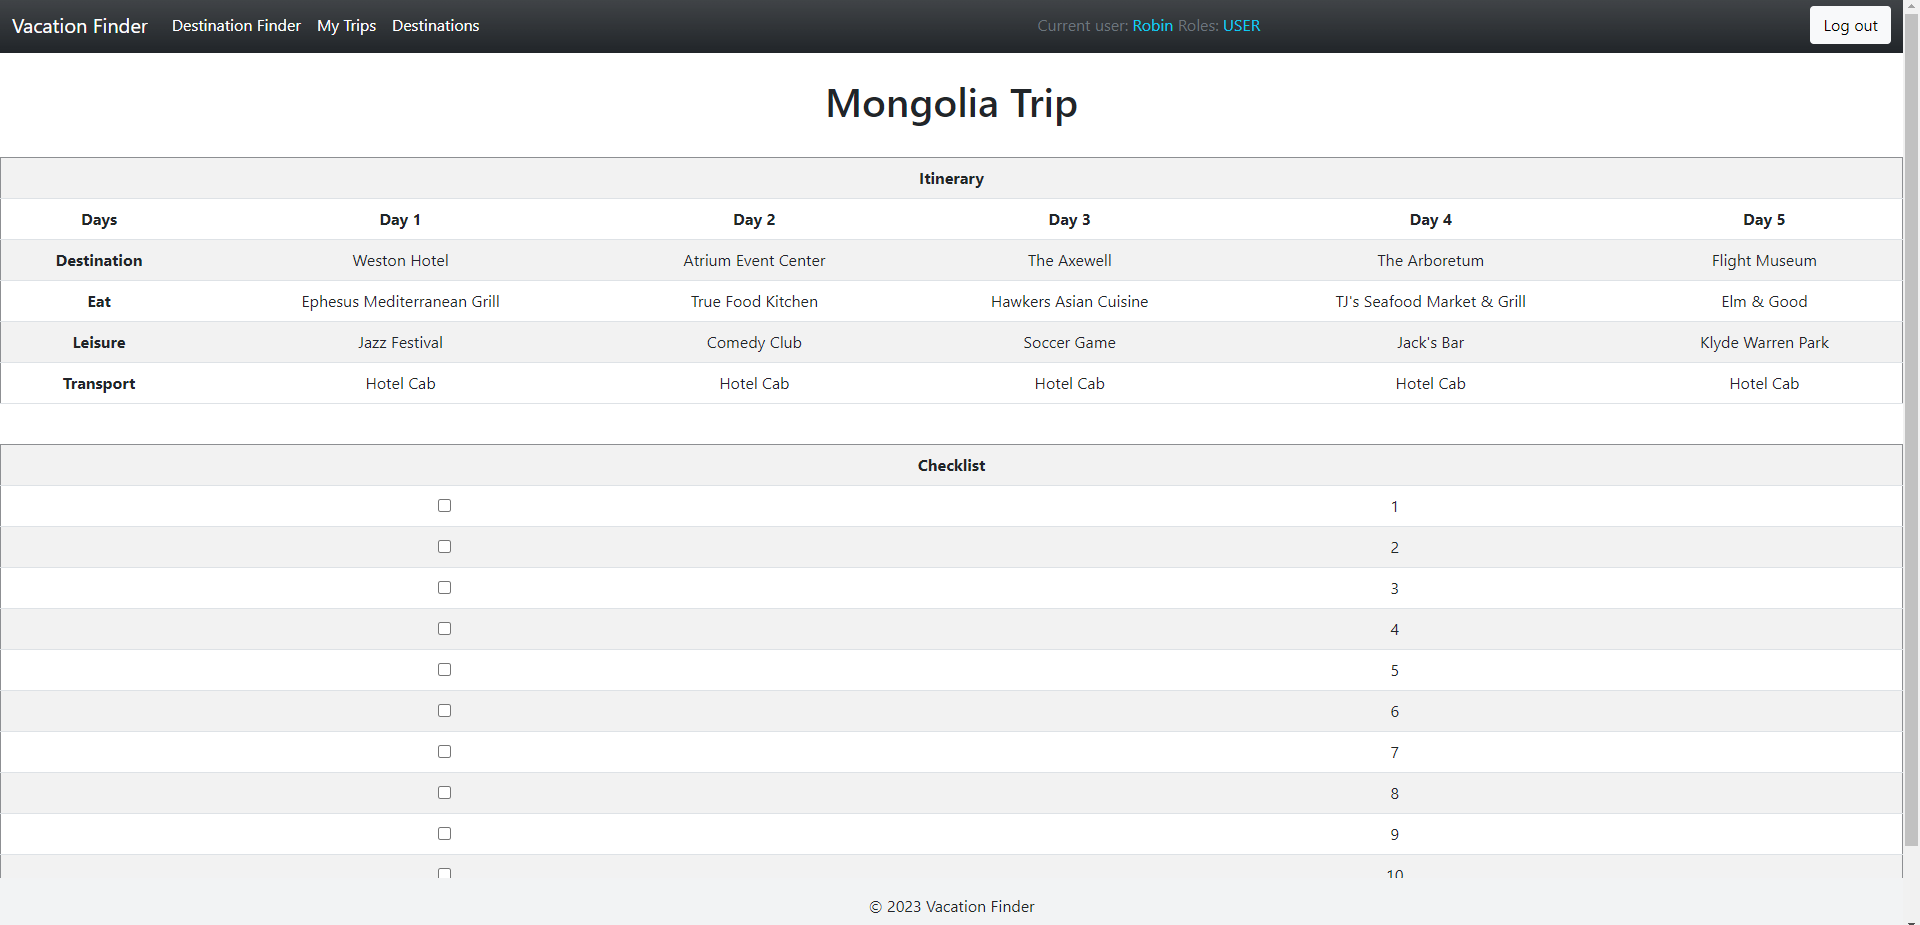 Vacation Finder Destination Finder My Trips Destinations Current user: Robin Roles: USER Log out
Mongolia Trip
Itinerary
Days Day 1 Day 2 Day 3 Day 4 Day 5
Destination Weston Hotel Atrium Event Center The Axewell The Arboretum Flight Museum
Eat Ephesus Mediterranean Grill True Food Kitchen Hawkers Asian Cuisine TJ's Seafood Market & Grill Elm & Good
Leisure Jazz Festival Comedy Club Soccer Game Jack's Bar Klyde Warren Park
Transport Hotel Cab Hotel Cab Hotel Cab Hotel Cab Hotel Cab
Checklist
1
2
3
4
5
6
7
8
9
10
© 2023 Vacation Finder